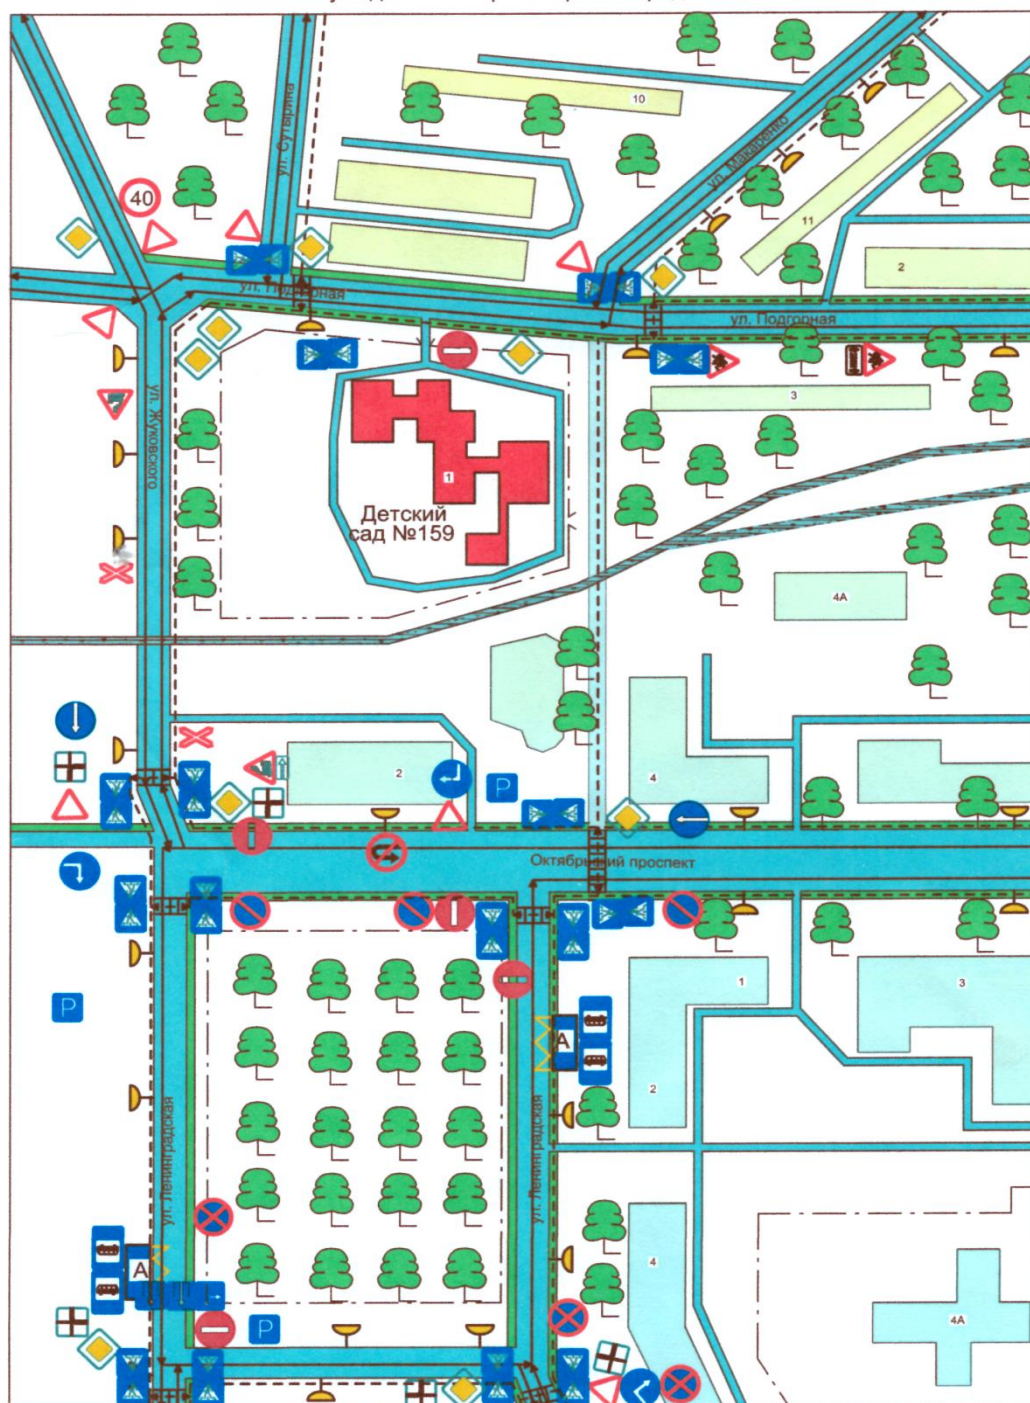 ул. Сутырина
10
ул. Макаренко
40
11
2
ул. Подгорная
ул. Подгорная
3
ул. Жуковского
1
Детский
сад №159
4А
2
4
P
Октябрьский проспект
1
3
P
А
2
ул. Ленинградская
ул. Ленинградская
4
А
P
4А